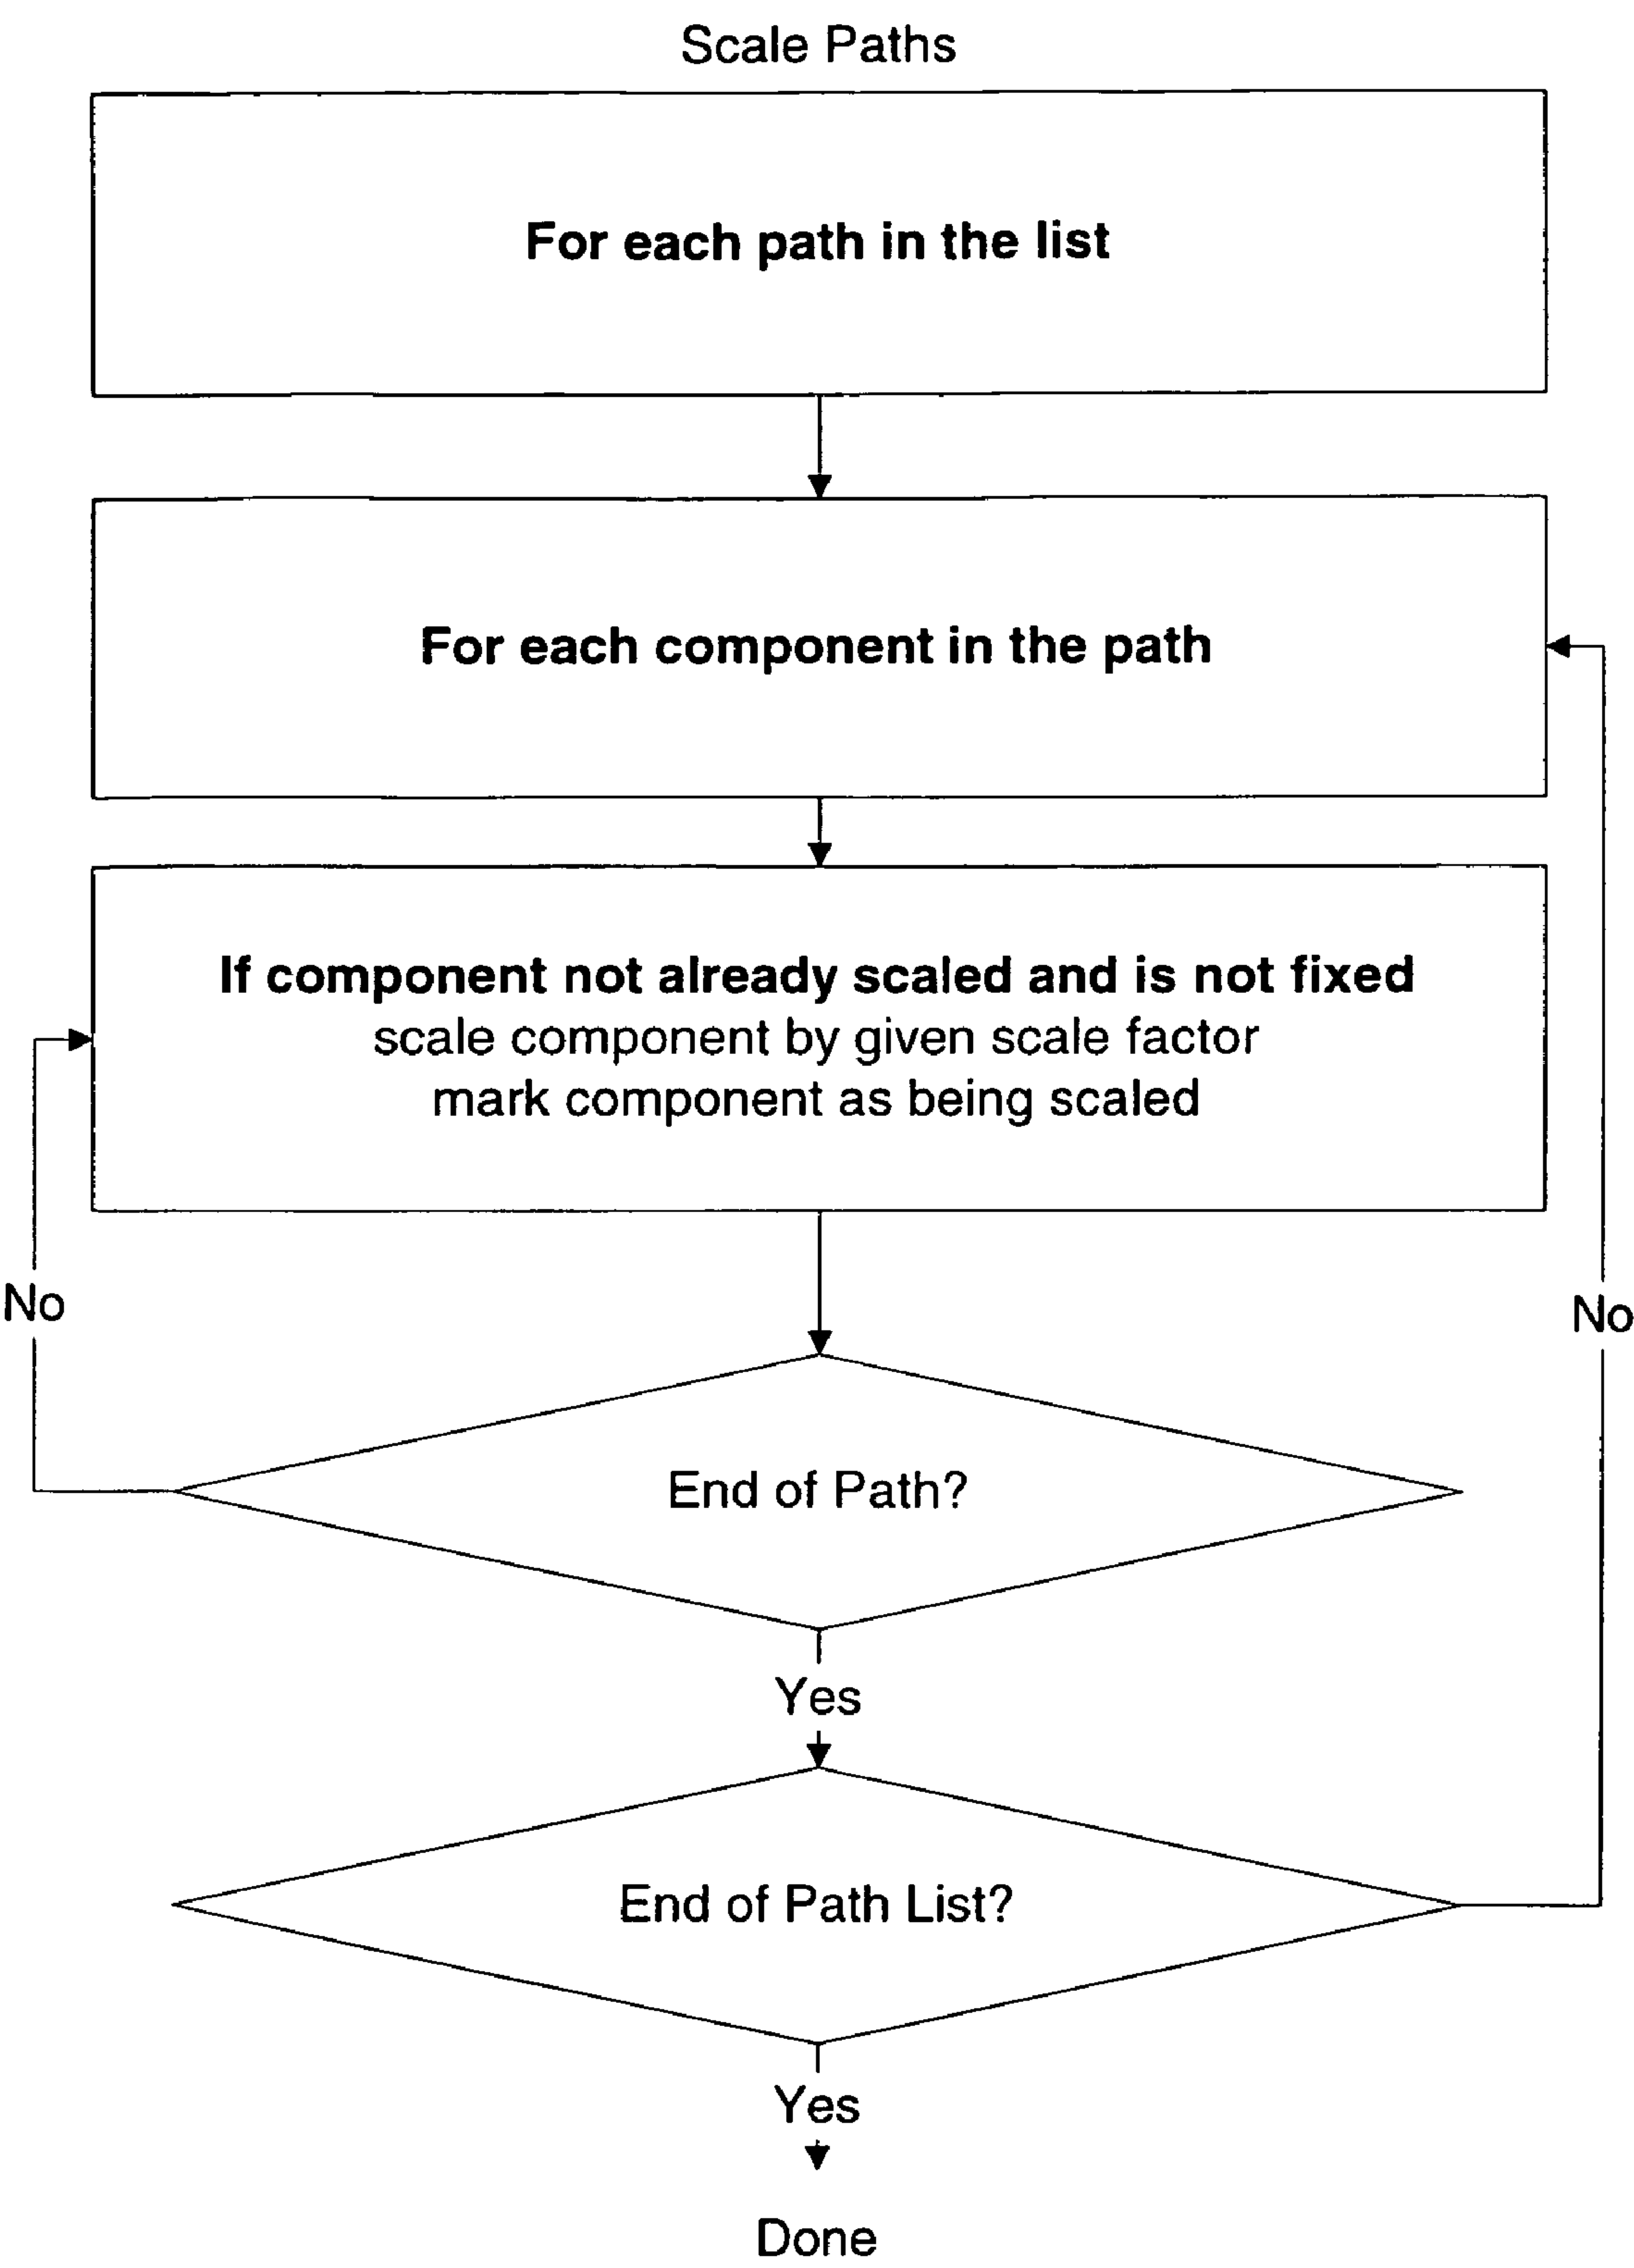 Scale Paths
For each path in the list
For each component in the path
If component not already scaled and is not fixed
scale component by given scale factor
mark component as being scaled
No
No
End of Path?
Yes
End of Path List?
Yes
Done